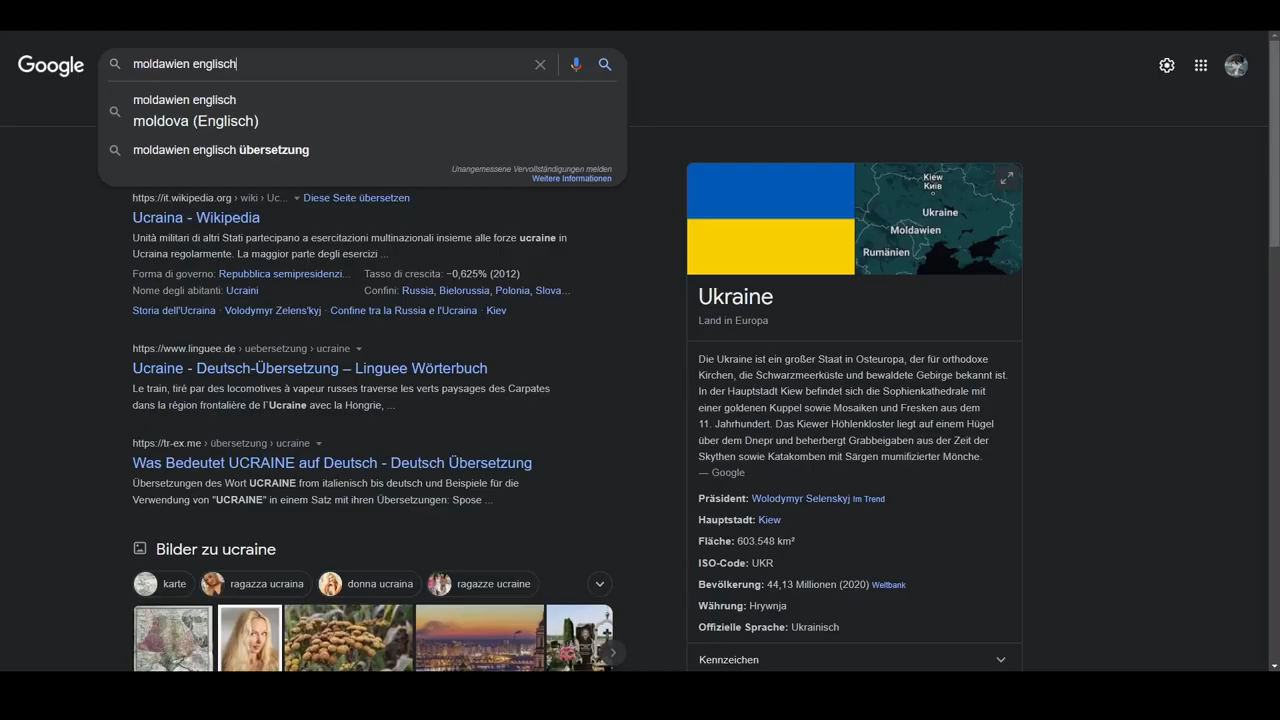 Google
moldawien englisch
moldawien englisch
moldova (Englisch)
moldawien englisch übersetzung
Unangemessene Vervollständigungen melden
Weitere Informationen
https://it.wikipedia.org › wiki › Uc... Diese Seite übersetzen
Ucraina - Wikipedia
Unità militari di altri Stati partecipano a esercitazioni multinazionali insieme alle forze ucraine in
Ucraina regolarmente. La maggior parte degli esercizi ...
Forma di governo: Repubblica semipresidenzi... Tasso di crescita: −0,625% (2012)
Nome degli abitanti: Ucraini Confini: Russia, Bielorussia, Polonia, Slova...
Storia dell'Ucraina · Volodymyr Zelens'kyj · Confine tra la Russia e l'Ucraina · Kiev
https://www.linguee.de › uebersetzung › ucraine
Ucraine - Deutsch-Übersetzung – Linguee Wörterbuch
Le train, tiré par des locomotives à vapeur russes traverse les verts paysages des Carpates
dans la région frontalière de l`Ucraine avec la Hongrie, ...
https://tr-ex.me › übersetzung › ucraine
Was Bedeutet UCRAINE auf Deutsch - Deutsch Übersetzung
Übersetzungen des Wort UCRAINE from italienisch bis deutsch und Beispiele für die
Verwendung von "UCRAINE" in einem Satz mit ihren Übersetzungen: Spose ...
Bilder zu ucraine
karte
ragazza ucraina
donna ucraina
ragazze ucraine
Kiew
Київ
Ukraine
Moldawien
Rumänien
Ukraine
Land in Europa
Die Ukraine ist ein großer Staat in Osteuropa, der für orthodoxe
Kirchen, die Schwarzmeerküste und bewaldete Gebirge bekannt ist.
In der Hauptstadt Kiew befindet sich die Sophienkathedrale mit
einer goldenen Kuppel sowie Mosaiken und Fresken aus dem
11. Jahrhundert. Das Kiewer Höhlenkloster liegt auf einem Hügel
über dem Dnepr und beherbergt Grabbeigaben aus der Zeit der
Skythen sowie Katakomben mit Särgen mumifizierter Mönche.
— Google
Präsident: Wolodymyr Selenskyj Im Trend
Hauptstadt: Kiew
Fläche: 603.548 km²
ISO-Code: UKR
Bevölkerung: 44,13 Millionen (2020) Weltbank
Währung: Hrywnja
Offizielle Sprache: Ukrainisch
Kennzeichen